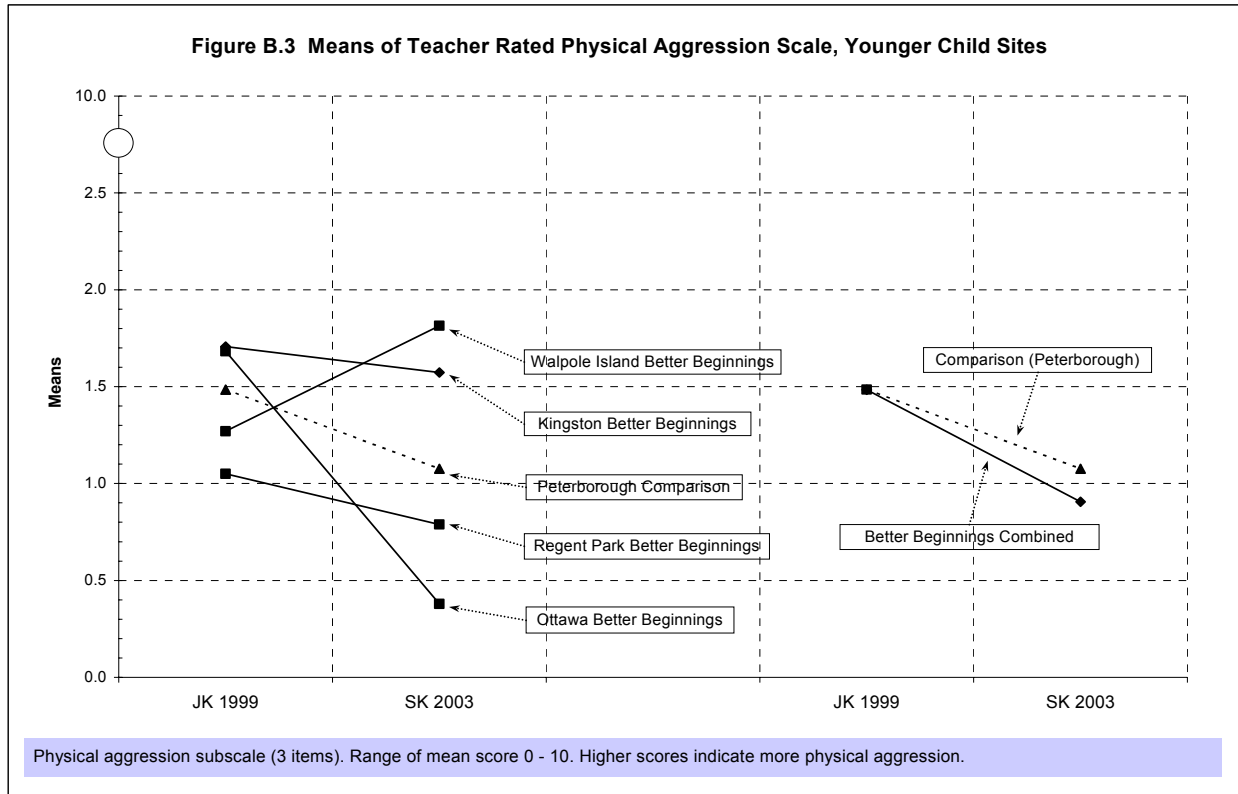 Figure B.3 Means of Teacher Rated Physical Aggression Scale, Younger Child Sites
10.0
2.5
2.0
1.5
1.0
0.5
0.0
Means
Walpole Island Better Beginnings
Kingston Better Beginnings
Peterborough Comparison
Regent Park Better Beginnings
Ottawa Better Beginnings
Comparison (Peterborough)
Better Beginnings Combined
JK 1999 SK 2003 JK 1999 SK 2003
Physical aggression subscale (3 items). Range of mean score 0 - 10. Higher scores indicate more physical aggression.